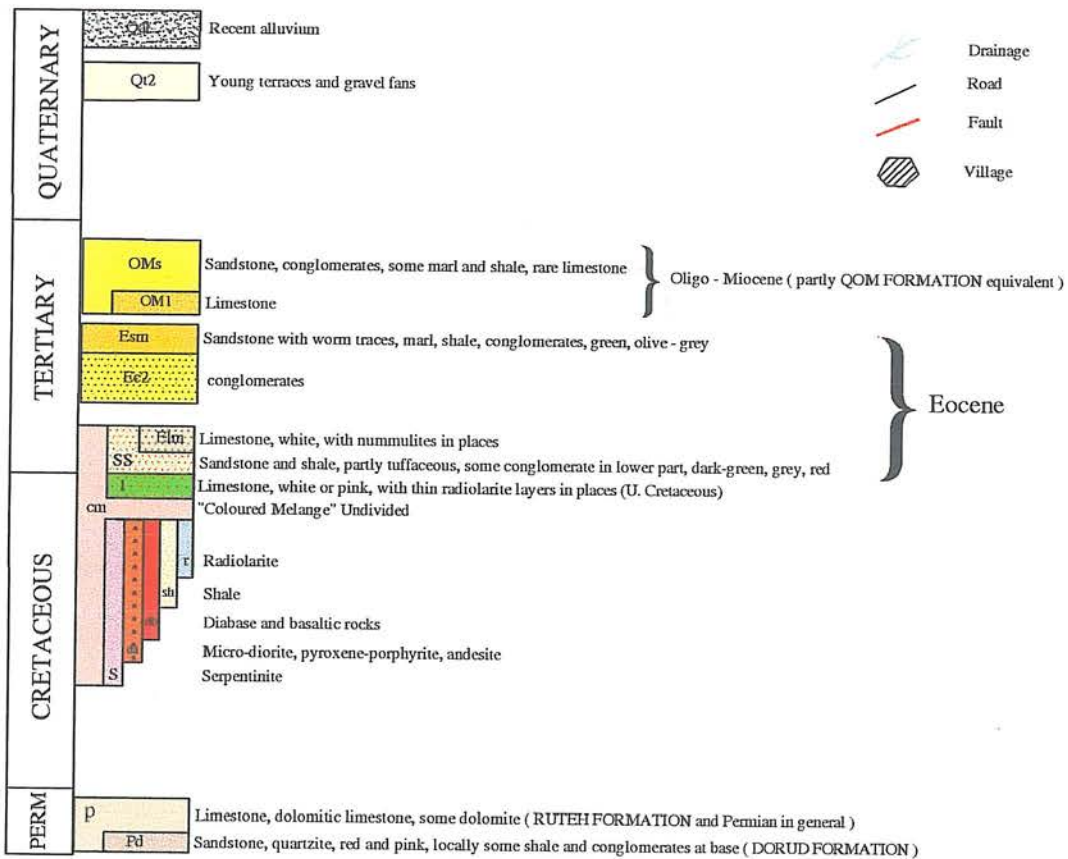 QUATERNARY
Recent alluvium
Qt2
Young terraces and gravel fans
Drainage
Road
Fault
Village
TERTIARY
OMs
Sandstone, conglomerates, some marl and shale, rare limestone
OM1
Limestone
Oligo - Miocene ( partly QOM FORMATION equivalent )
Esm
Sandstone with worm traces, marl, shale, conglomerates, green, olive - grey
Ec2
conglomerates
Eocene
Elm
Limestone, white, with nummulites in places
SS
Sandstone and shale, partly tuffaceous, some conglomerate in lower part, dark-green, grey, red
CRETACEOUS
l
Limestone, white or pink, with thin radiolarite layers in places (U. Cretaceous)
cm
"Coloured Melange" Undivided
r
Radiolarite
sh
Shale
Diabase and basaltic rocks
Micro-diorite, pyroxene-porphyrite, andesite
S
Serpentinite
PERM
p
Limestone, dolomitic limestone, some dolomite ( RUTEH FORMATION and Permian in general )
Pd
Sandstone, quartzite, red and pink, locally some shale and conglomerates at base ( DORUD FORMATION )